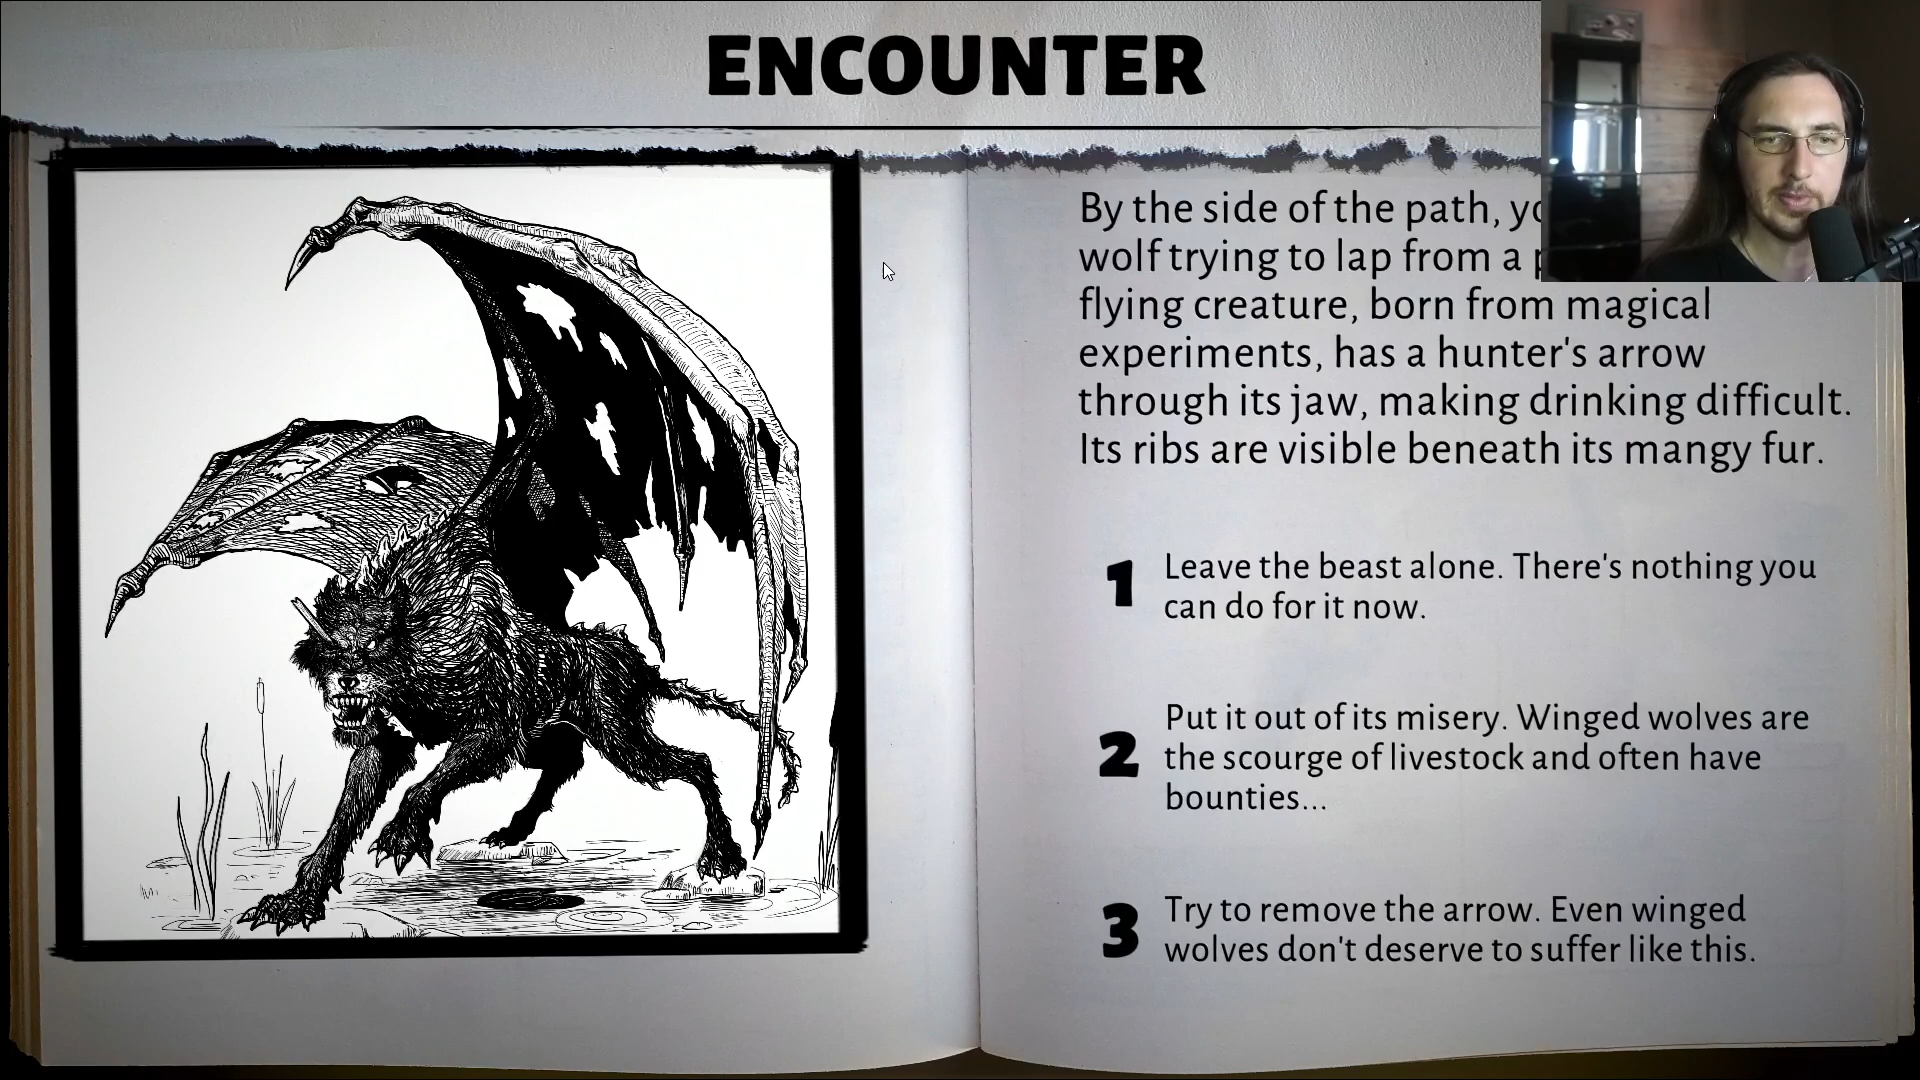 ENCOUNTER
By the side of the path,
wolf trying to lap from a
flying creature, born from magical
experiments, has a hunter's arrow
through its jaw, making drinking difficult.
Its ribs are visible beneath its mangy fur.
1 Leave the beast alone. There's nothing you
can do for it now.
2 Put it out of its misery. Winged wolves are
the scourge of livestock and often have
bounties...
3 Try to remove the arrow. Even winged
wolves don't deserve to suffer like this.